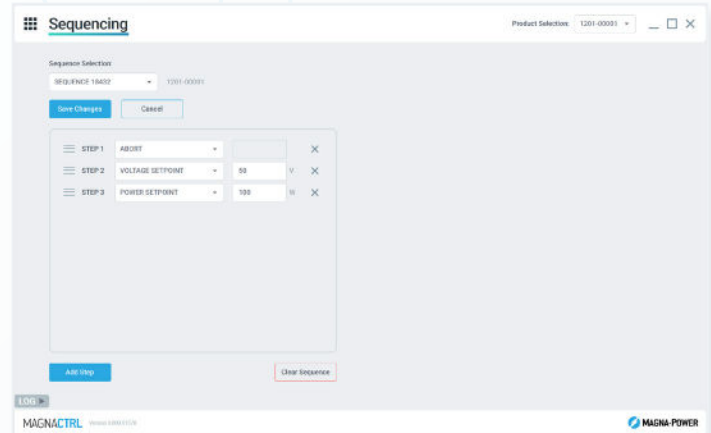 Sequencing
Product Selection: 1201-00001
Sequence Selection
SEQUENCE 18432 1201-00001
Save Changes Cancel
STEP 1 ABORT
STEP 2 VOLTAGE SETPOINT 50 V
STEP 3 POWER SETPOINT 100 W
Add Step Clear Sequence
LOG
MAGNACTRL
MAGNA-POWER